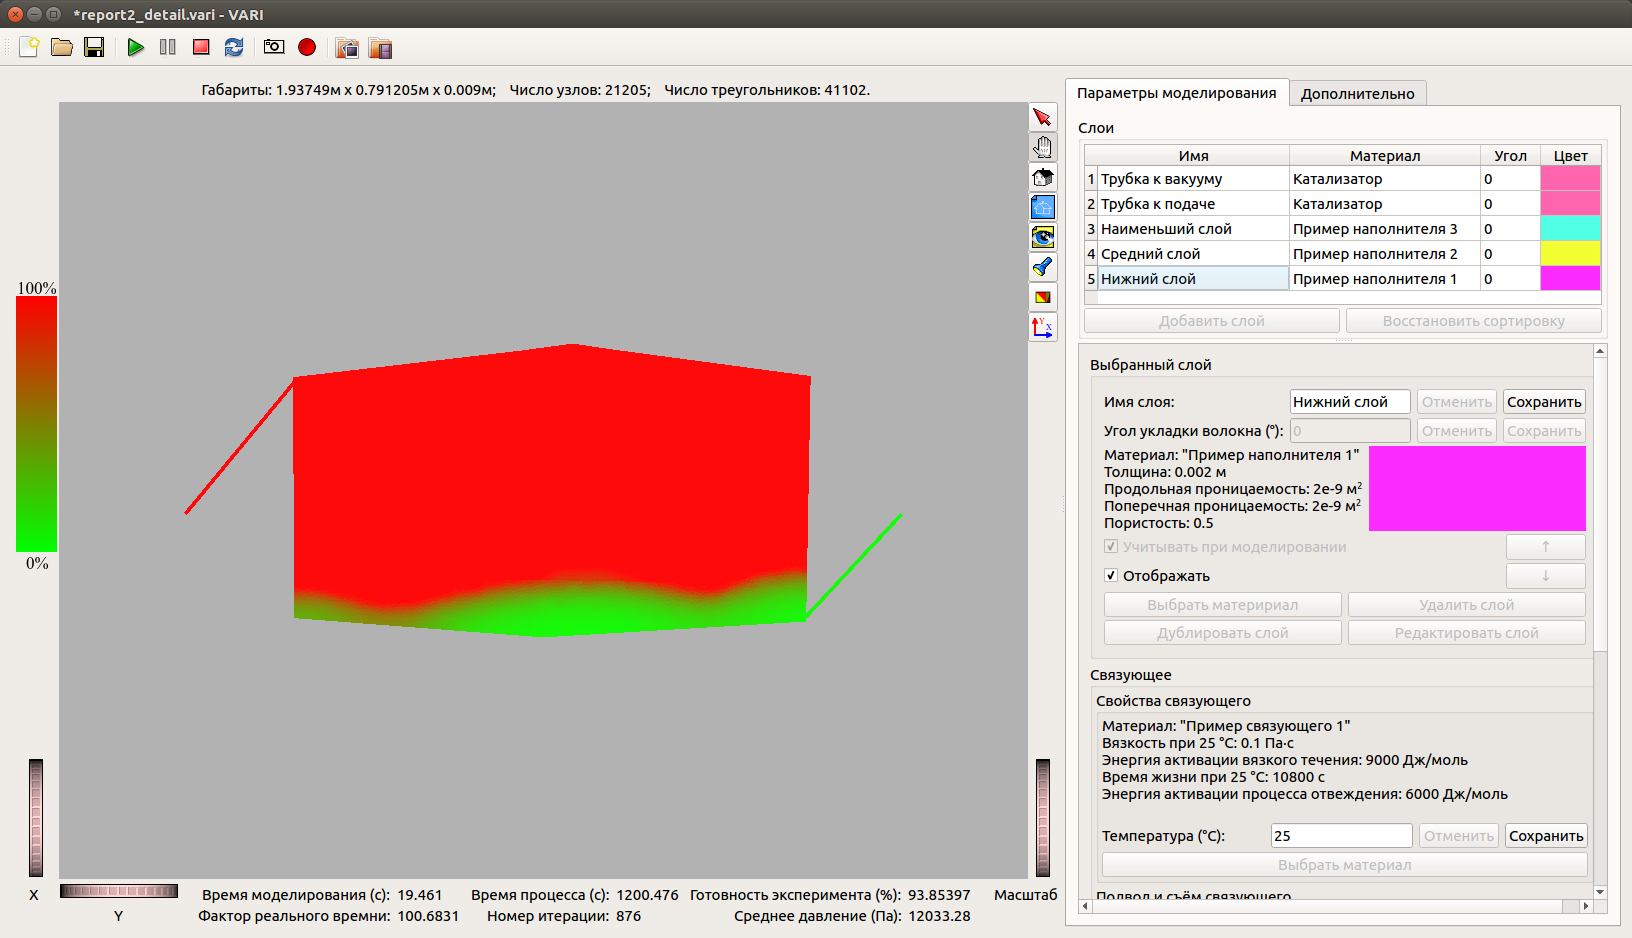 *report2_detail.vari - VARI
Габариты: 1.93749м x 0.791205м x 0.009м; Число узлов: 21205; Число треугольников: 41102.
100%
0%
X
Y
Y
X
Время моделирования (с): 19.461
Время процесса (с): 1200.476
Готовность эксперимента (%): 93.85397
Масштаб
Фактор реального времни: 100.6831
Номер итерации: 876
Среднее давление (Па): 12033.28
Параметры моделирования
Дополнительно
Слои
Имя Материал Угол Цвет
1 Трубка к вакууму Катализатор 0
2 Трубка к подаче Катализатор 0
3 Наименьший слой Пример наполнителя 3 0
4 Средний слой Пример наполнителя 2 0
5 Нижний слой Пример наполнителя 1 0
Добавить слой Восстановить сортировку
Выбранный слой
Имя слоя: Нижний слой Отменить Сохранить
Угол укладки волокна (°): 0 Отменить Сохранить
Материал: "Пример наполнителя 1"
Толщина: 0.002 м
Продольная проницаемость: 2e-9 м²
Поперечная проницаемость: 2e-9 м²
Пористость: 0.5
Учитывать при моделировании ↑
Отображать ↓
Выбрать материриал Удалить слой
Дублировать слой Редактировать слой
Связующее
Свойства связующего
Материал: "Пример связующего 1"
Вязкость при 25 °C: 0.1 Па·с
Энергия активации вязкого течения: 9000 Дж/моль
Время жизни при 25 °C: 10800 с
Энергия активации процесса отвеждения: 6000 Дж/моль
Температура (°C): 25 Отменить Сохранить
Выбрать материал
Подвод и съём связующего